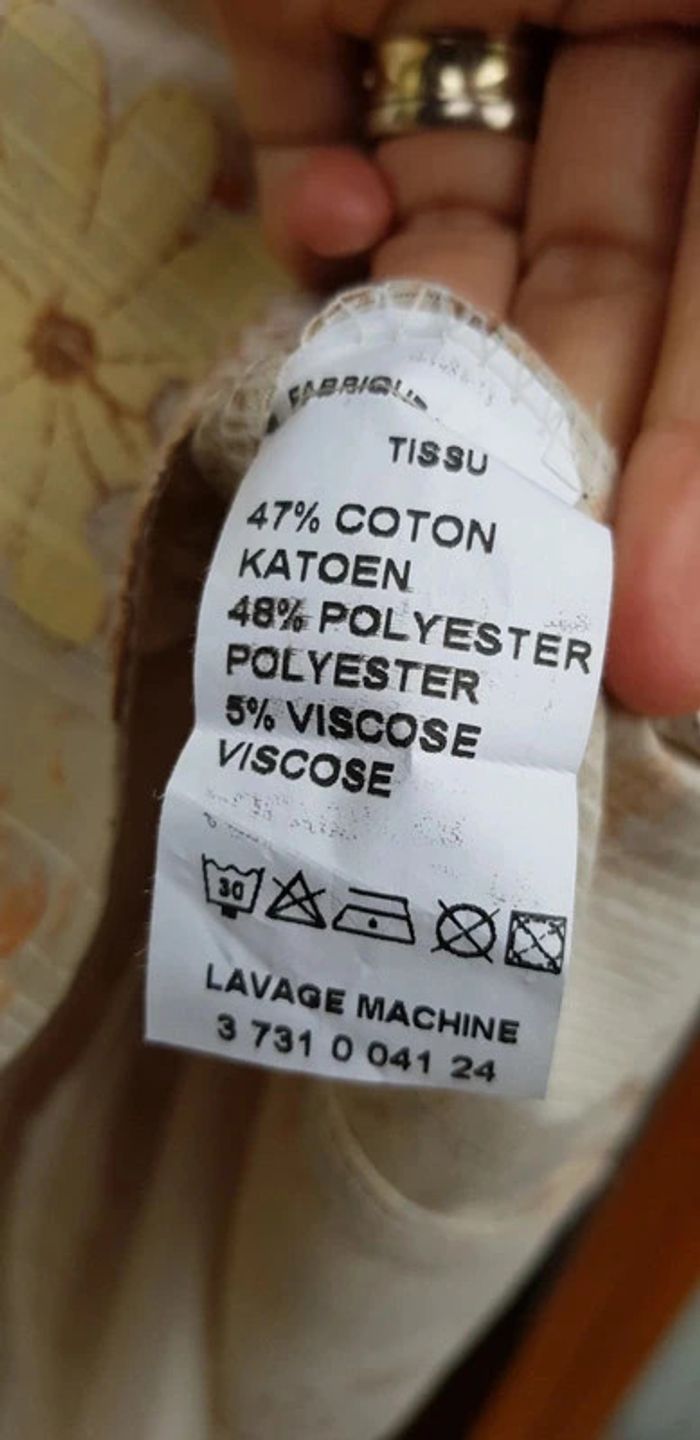 TISSU
47% COTON
KATOEN
48% POLYESTER
POLYESTER
5% VISCOSE
VISCOSE
30
LAVAGE MACHINE
3 731 0 041 24